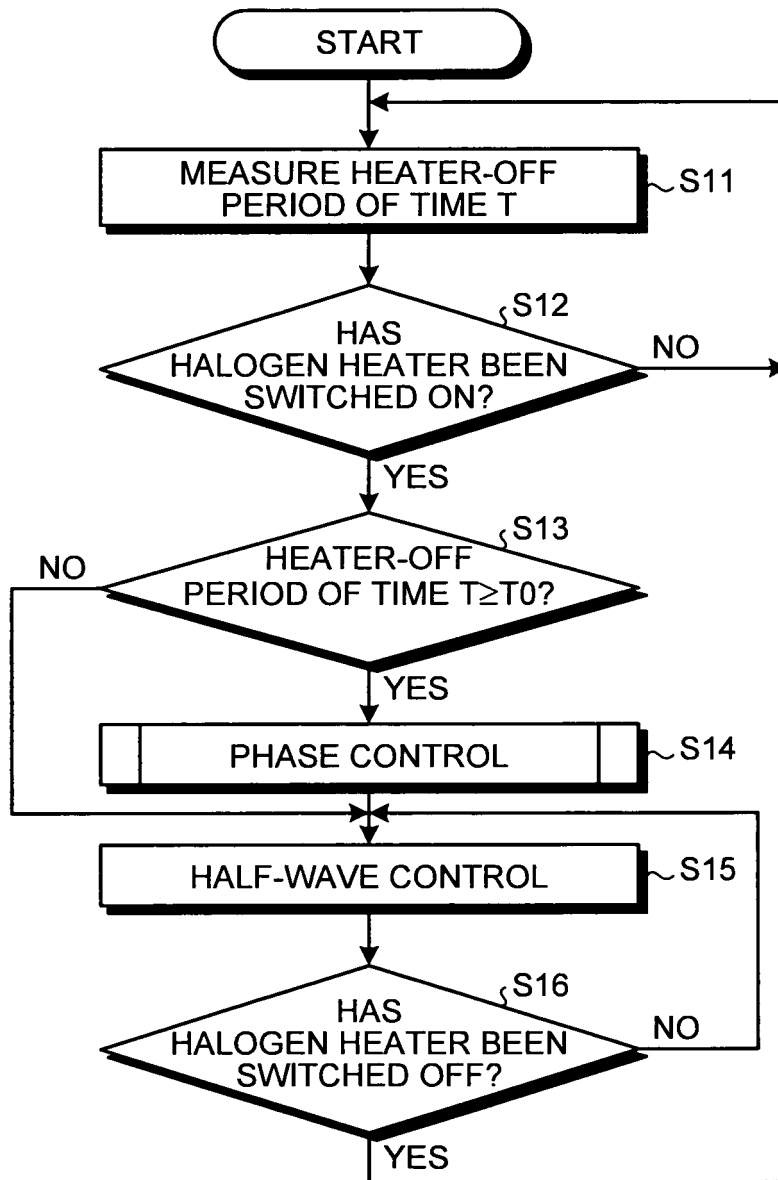 START
MEASURE HEATER-OFF
PERIOD OF TIME T
S11
S12
HAS
HALOGEN HEATER BEEN
SWITCHED ON?
NO
YES
S13
HEATER-OFF
PERIOD OF TIME T≥T0?
NO
YES
PHASE CONTROL
S14
HALF-WAVE CONTROL
S15
S16
HAS
HALOGEN HEATER BEEN
SWITCHED OFF?
NO
YES